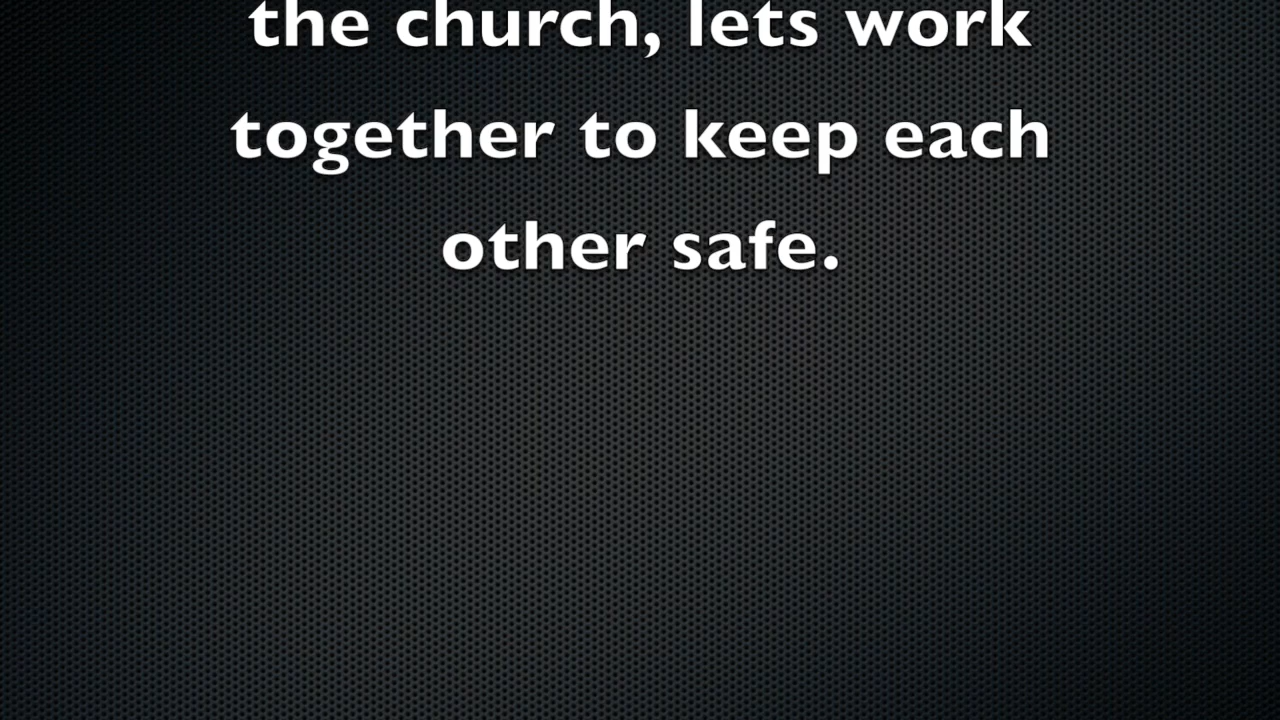 the church, lets work
together to keep each
other safe.